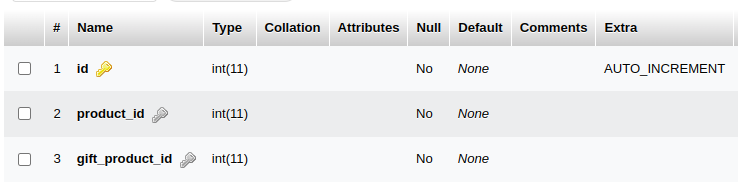 # Name Type Collation Attributes Null Default Comments Extra
1 id int(11) No None AUTO_INCREMENT
2 product_id int(11) No None
3 gift_product_id int(11) No None